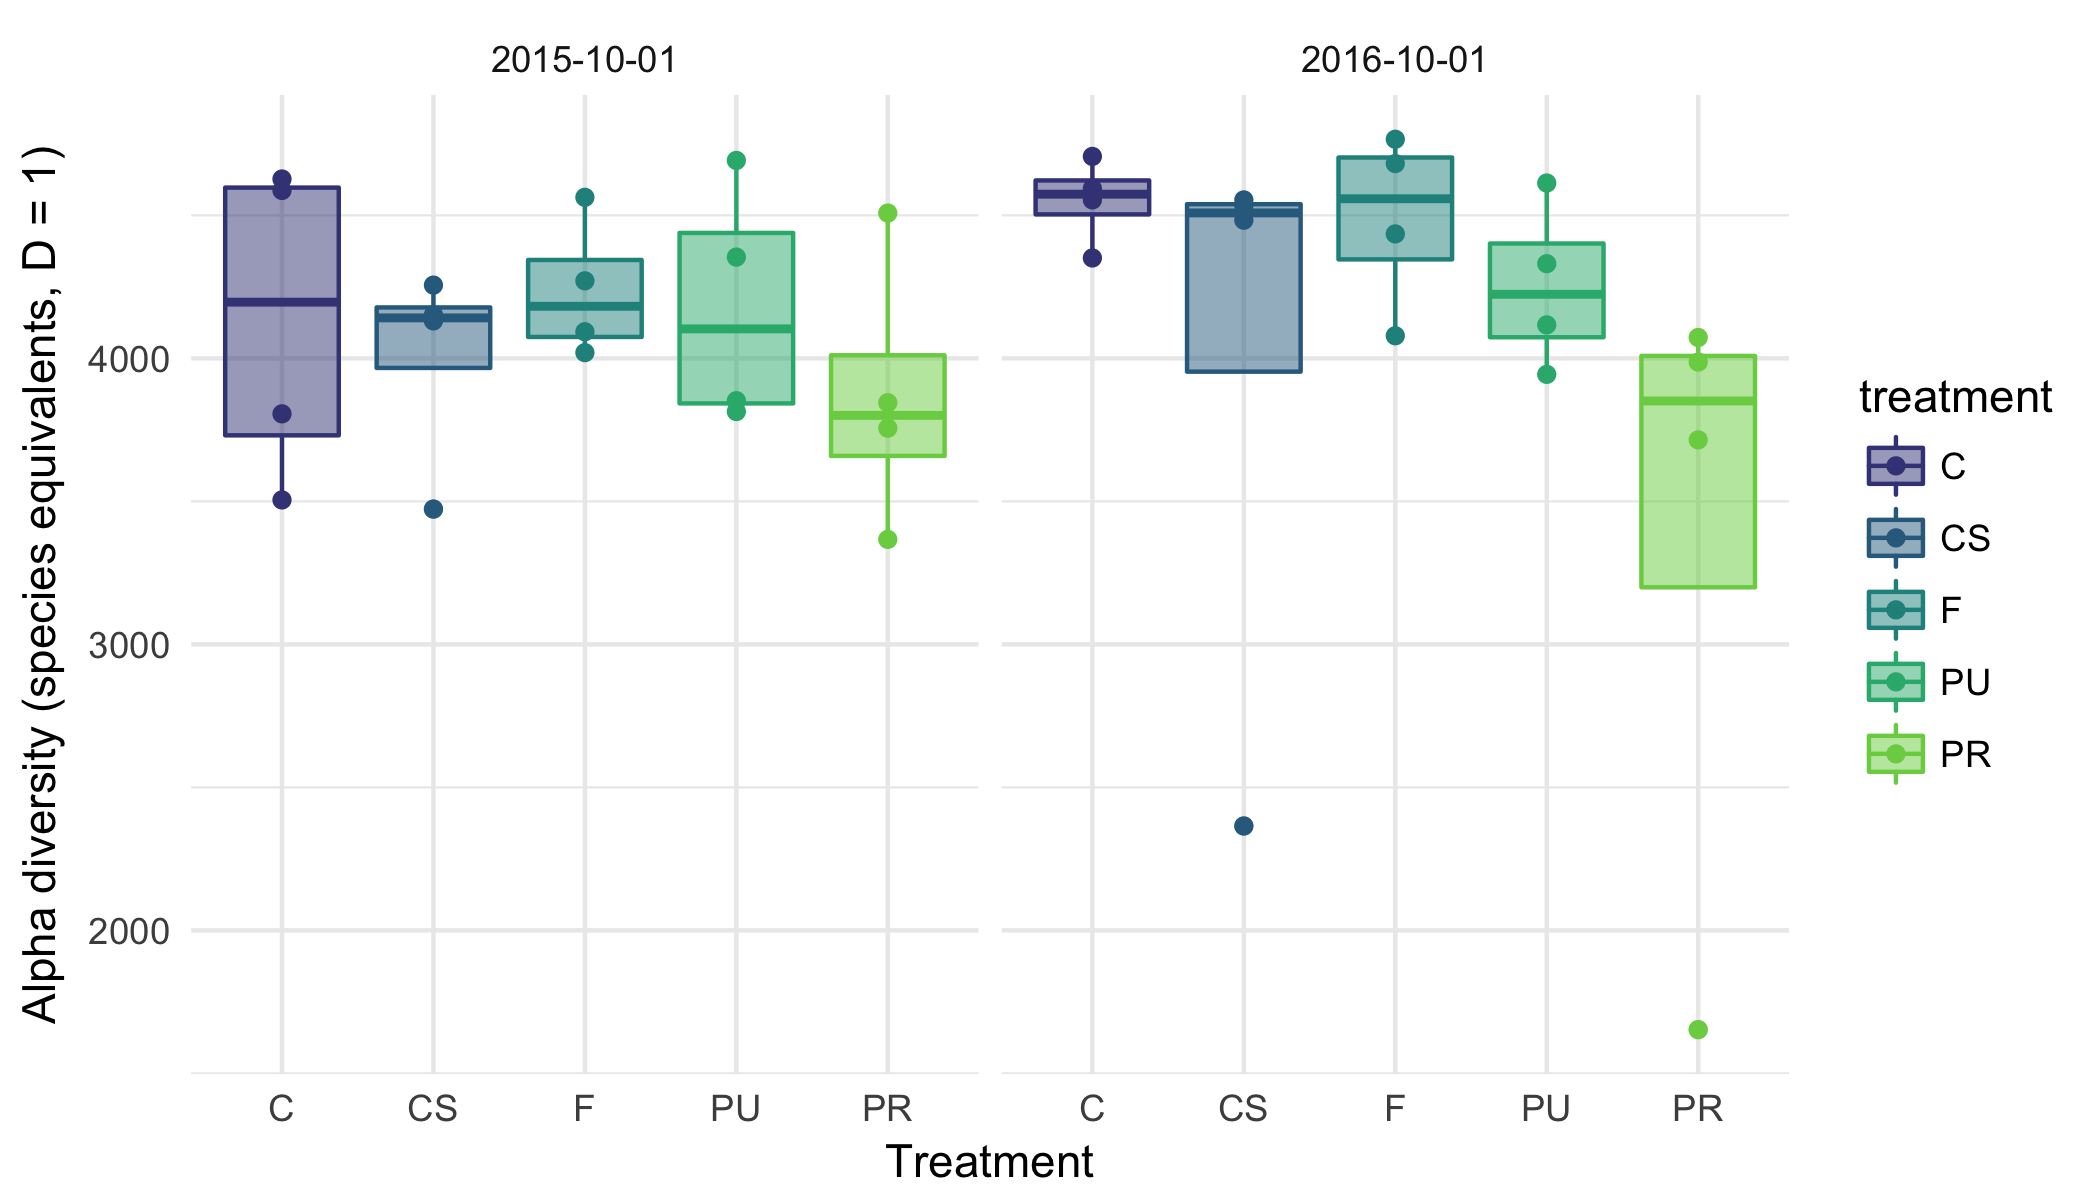 2015-10-01
2016-10-01
Alpha diversity (species equivalents, D = 1)
4000
3000
2000
C CS F PU PR
C CS F PU PR
Treatment
treatment
C
CS
F
PU
PR